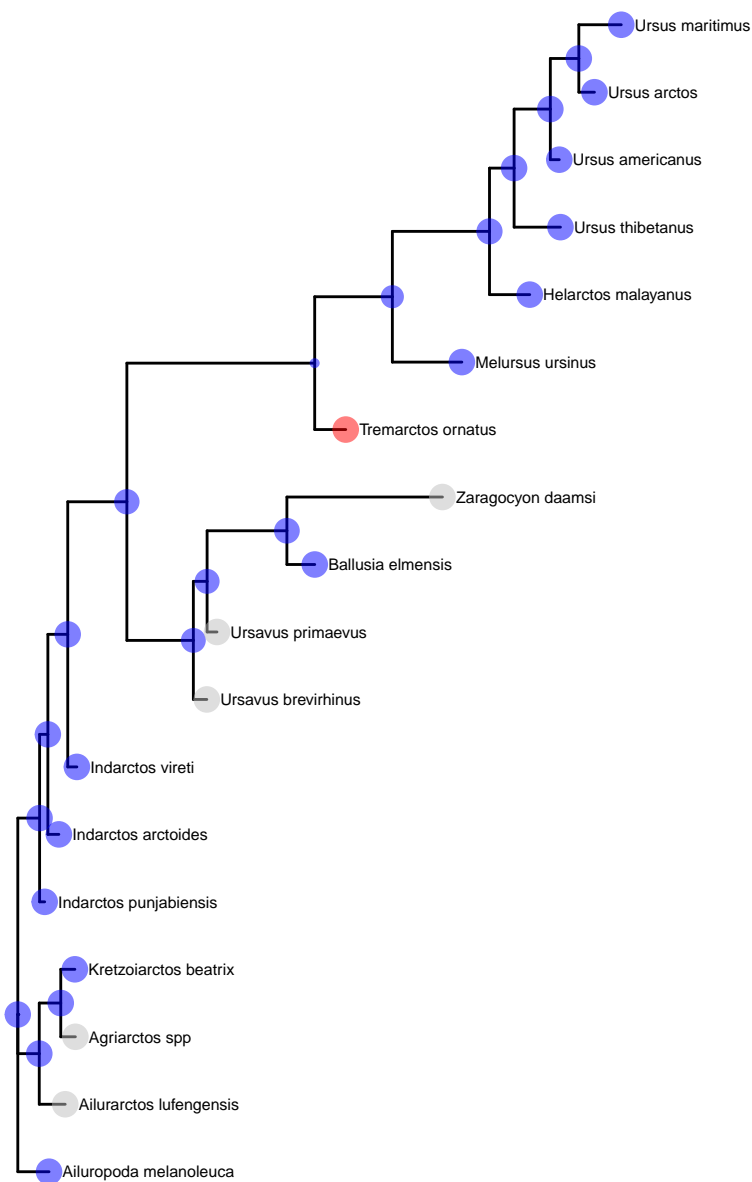 Ursus maritimus
Ursus arctos
Ursus americanus
Ursus thibetanus
Helarctos malayanus
Melursus ursinus
Tremarctos ornatus
Zaragocyon daamsi
Ballusia elmensis
Ursavus primaevus
Ursavus brevirhinus
Indarctos vireti
Indarctos arctoides
Indarctos punjabiensis
Kretzoiarctos beatrix
Agriarctos spp
Ailurarctos lufengensis
Ailuropoda melanoleuca